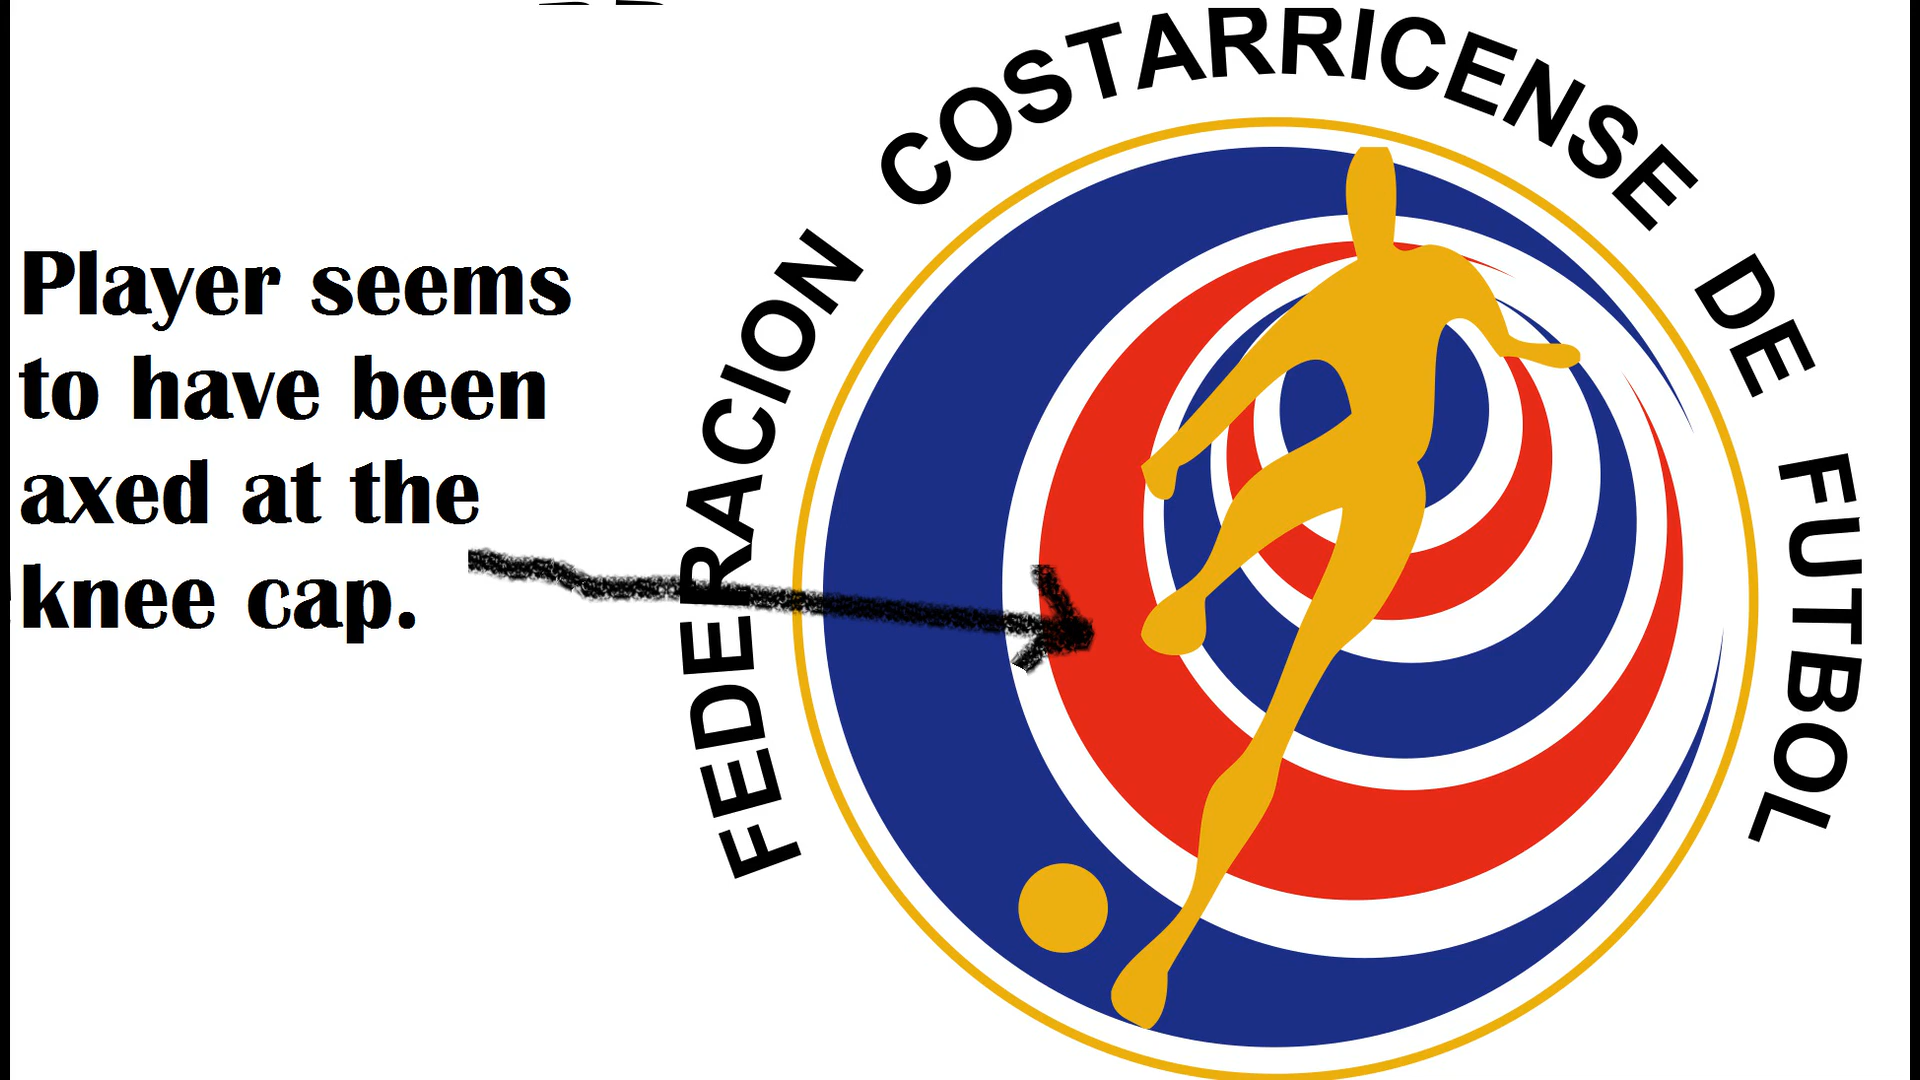 Player seems
to have been
axed at the
knee cap.
FEDERACION COSTARRICENSE DE FUTBOL